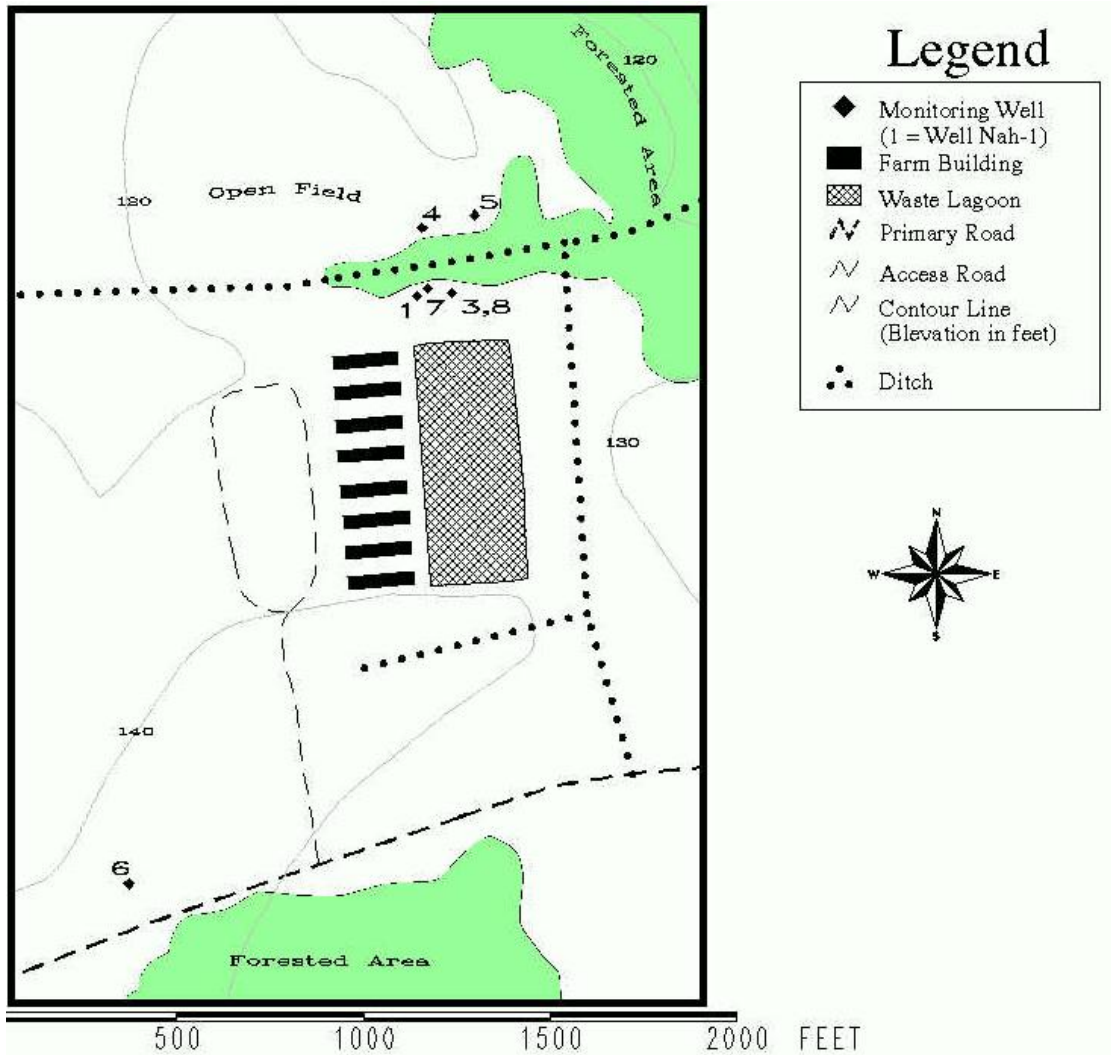 Legend
Monitoring Well
(1 = Well Nah-1)
Farm Building
Waste Lagoon
Primary Road
Access Road
Contour Line
(Elevation in feet)
Ditch
Forested Area
120
120
Open Field
4
5
1
7
3,8
130
140
6
Forested Area
N
W
E
S
500
1000
1500
2000
FEET